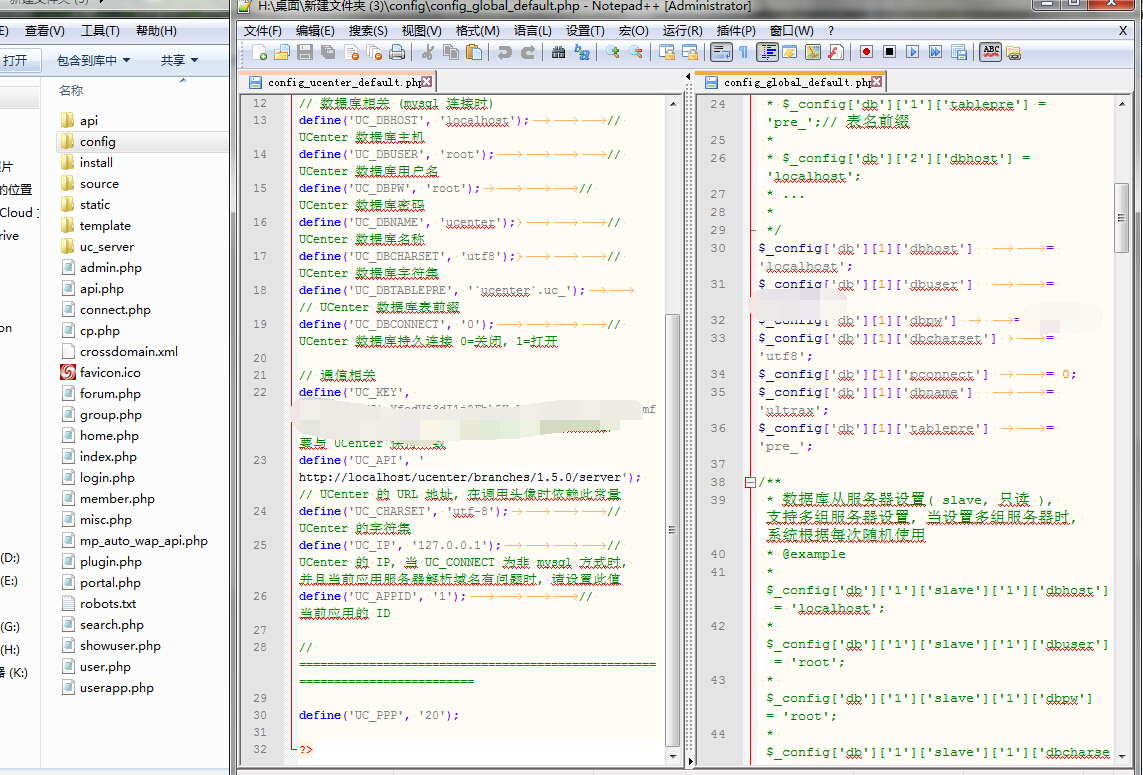 H:\桌面\新建文件夹 (3)\config\config_global_default.php - Notepad++ [Administrator]
查看(V) 工具(T) 帮助(H)
打开 包含到库中 共享
名称
api
config
install
source
static
template
uc_server
admin.php
api.php
connect.php
cp.php
crossdomain.xml
favicon.ico
forum.php
group.php
home.php
index.php
login.php
member.php
misc.php
mp_auto_wap_api.php
plugin.php
portal.php
robots.txt
search.php
showuser.php
user.php
userapp.php
的位置
(D:)
(E:)
(G:)
(H:)
(K:)
文件(F) 编辑(E) 搜索(S) 视图(V) 格式(M) 语言(L) 设置(T) 宏(O) 运行(R) 插件(P) 窗口(W) ? X
config_ucenter_default.php
12 // 数据库相关 (mysql 连接时)
13 define('UC_DBHOST', 'localhost'); //
UCenter 数据库主机
14 define('UC_DBUSER', 'root'); //
UCenter 数据库用户名
15 define('UC_DBPW', 'root'); //
UCenter 数据库密码
16 define('UC_DBNAME', 'ucenter'); //
UCenter 数据库名称
17 define('UC_DBCHARSET', 'utf8'); //
UCenter 数据库字符集
18 define('UC_DBTABLEPRE', '`ucenter`.uc_');
// UCenter 数据库表前缀
19 define('UC_DBCONNECT', '0'); //
UCenter 数据库持久连接 0=关闭, 1=打开
20
21 // 通信相关
22 define('UC_KEY',
要与 UCenter
23 define('UC_API', '
http://localhost/ucenter/branches/1.5.0/server');
// UCenter 的 URL 地址, 在调用头像时依赖此常量
24 define('UC_CHARSET', 'utf-8'); //
UCenter 的字符集
25 define('UC_IP', '127.0.0.1'); //
UCenter 的 IP, 当 UC_CONNECT 为非 mysql 方式时,
并且当前应用服务器解析域名有问题时, 请设置此值
26 define('UC_APPID', '1'); //
当前应用的 ID
27
28 //
===================================================
=========================
29
30 define('UC_PPP', '20');
31
32 ?>
config_global_default.php
24 * $_config['db']['1']['tablepre'] =
'pre_';// 表名前缀
25 *
26 * $_config['db']['2']['dbhost'] =
'localhost';
27 * ...
28 *
29 */
30 $_config['db'][1]['dbhost'] =
'localhost';
31 $_config['db'][1]['dbuser'] =
32 $_config['db'][1]['dbpw'] =
33 $_config['db'][1]['dbcharset'] =
'utf8';
34 $_config['db'][1]['pconnect'] = 0;
35 $_config['db'][1]['dbname'] =
'ultrax';
36 $_config['db'][1]['tablepre'] =
'pre_';
37
38 /**
39 * 数据库从服务器设置( slave, 只读 ),
支持多组服务器设置, 当设置多组服务器时,
系统根据每次随机使用
40 * @example
41 *
$_config['db']['1']['slave']['1']['dbhost']
= 'localhost';
42 *
$_config['db']['1']['slave']['1']['dbuser']
= 'root';
43 *
$_config['db']['1']['slave']['1']['dbpw']
= 'root';
44 *
$_config['db']['1']['slave']['1']['dbcharse